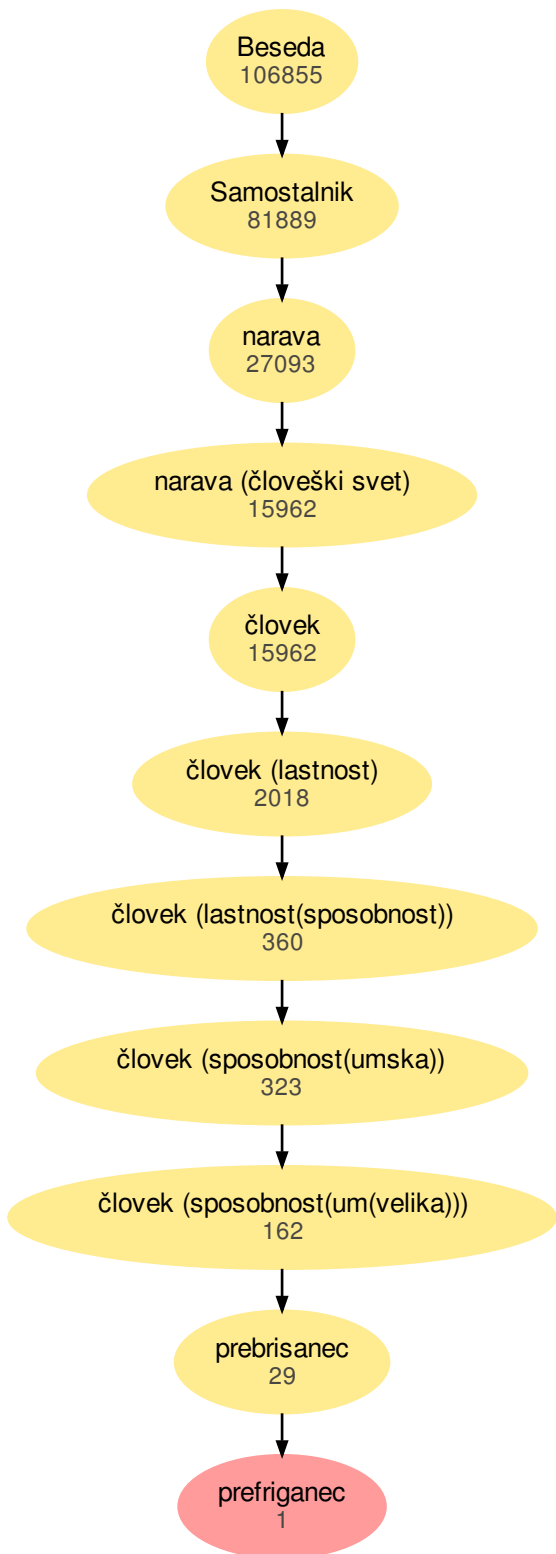 Beseda
106855
Samostalnik
81889
narava
27093
narava (človeški svet)
15962
človek
15962
človek (lastnost)
2018
človek (lastnost(sposobnost))
360
človek (sposobnost(umska))
323
človek (sposobnost(um(velika)))
162
prebrisanec
29
prefriganec
1